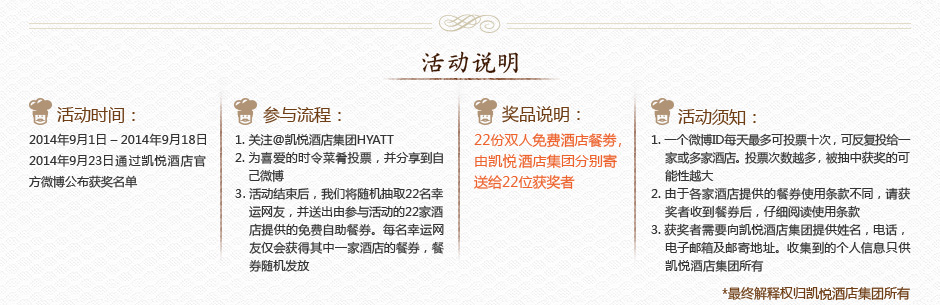 活动说明
活动时间：
2014年9月1日 – 2014年9月18日
2014年9月23日通过凯悦酒店官
方微博公布获奖名单
参与流程：
1. 关注@凯悦酒店集团HYATT
2. 为喜爱的时令菜肴投票，并分享到自
己微博
3. 活动结束后，我们将随机抽取22名幸
运网友，并送出由参与活动的22家酒
店提供的免费自助餐券。每名幸运网
友仅会获得其中一家酒店的餐券，餐
券随机发放
奖品说明：
22份双人免费酒店餐券，
由凯悦酒店集团分别寄
送给22位获奖者
活动须知：
1. 一个微博ID每天最多可投票十次，可反复投给一
家或多家酒店。投票次数越多，被抽中获奖的可
能性越大
2. 由于各家酒店提供的餐券使用条款不同，请获
奖者收到餐券后，仔细阅读使用条款
3. 获奖者需要向凯悦酒店集团提供姓名，电话，
电子邮箱及邮寄地址。收集到的个人信息只供
凯悦酒店集团所有
*最终解释权归凯悦酒店集团所有